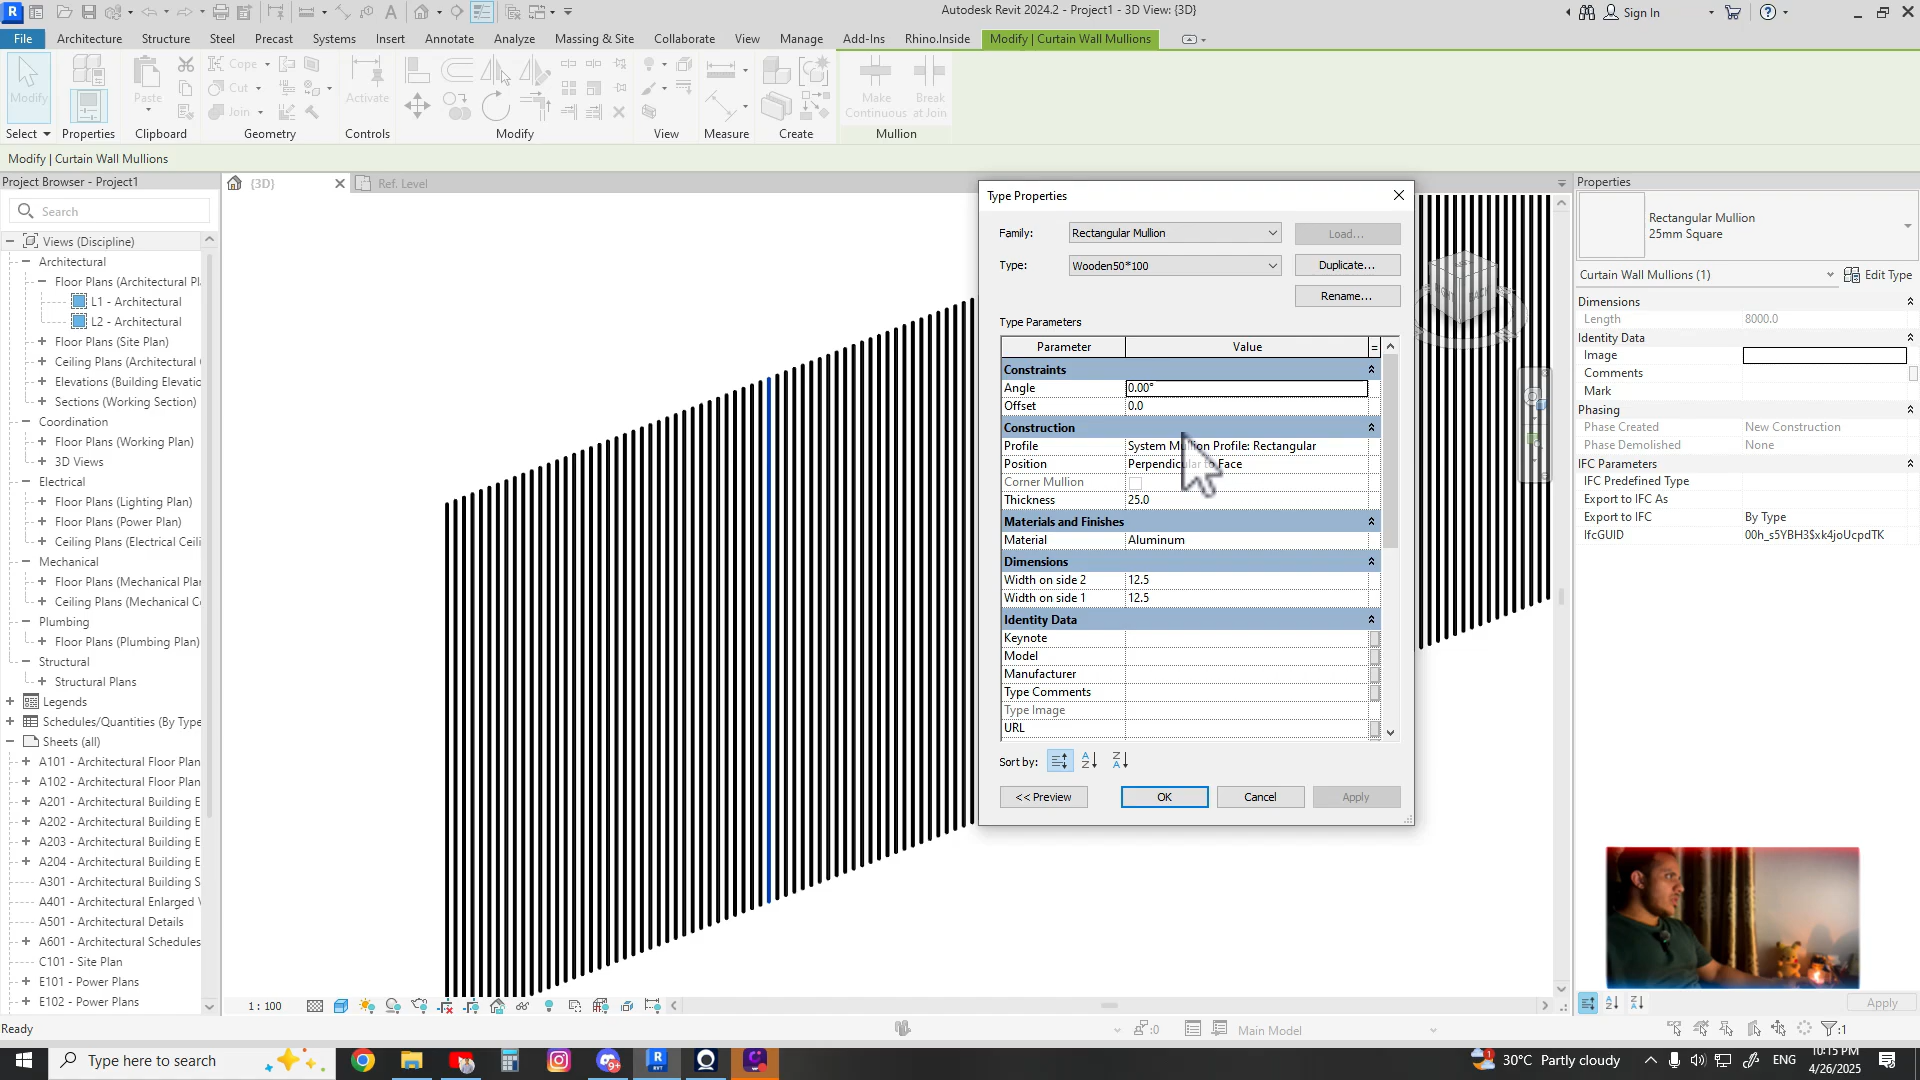 Autodesk Revit 2024.2 - Project1 - 3D View: {3D}
Sign In
File
Architecture
Structure
Steel
Precast
Systems
Insert
Annotate
Analyze
Massing & Site
Collaborate
View
Manage
Add-Ins
Rhino.Inside
Modify | Curtain Wall Mullions
Modify
Paste
Cope
Cut
Join
Activate
Make Continuous
Break at Join
Select
Properties
Clipboard
Geometry
Controls
Modify
View
Measure
Create
Mullion
Modify | Curtain Wall Mullions
Project Browser - Project1
Search
Views (Discipline)
Architectural
Floor Plans (Architectural Pl
L1 - Architectural
L2 - Architectural
Floor Plans (Site Plan)
Ceiling Plans (Architectural
Elevations (Building Elevatio
Sections (Working Section)
Coordination
Floor Plans (Working Plan)
3D Views
Electrical
Floor Plans (Lighting Plan)
Floor Plans (Power Plan)
Ceiling Plans (Electrical Ceili
Mechanical
Floor Plans (Mechanical Plar
Ceiling Plans (Mechanical C
Plumbing
Floor Plans (Plumbing Plan)
Structural
Structural Plans
Legends
Schedules/Quantities (By Type
Sheets (all)
A101 - Architectural Floor Plan
A102 - Architectural Floor Plan
A201 - Architectural Building E
A202 - Architectural Building E
A203 - Architectural Building E
A204 - Architectural Building E
A301 - Architectural Building S
A401 - Architectural Enlarged V
A501 - Architectural Details
A601 - Architectural Schedules
C101 - Site Plan
E101 - Power Plans
E102 - Power Plans
{3D}
Ref. Level
Type Properties
Family:
Rectangular Mullion
Load...
Type:
Wooden50*100
Duplicate...
Rename...
Type Parameters
Parameter
Value
=
Constraints
Angle
0.00°
Offset
0.0
Construction
Profile
System Mullion Profile: Rectangular
Position
Perpendicular to Face
Corner Mullion
Thickness
25.0
Materials and Finishes
Material
Aluminum
Dimensions
Width on side 2
12.5
Width on side 1
12.5
Identity Data
Keynote
Model
Manufacturer
Type Comments
Type Image
URL
Sort by:
<< Preview
OK
Cancel
Apply
Properties
Rectangular Mullion
25mm Square
Curtain Wall Mullions (1)
Edit Type
Dimensions
Length
8000.0
Identity Data
Image
Comments
Mark
Phasing
Phase Created
New Construction
Phase Demolished
None
IFC Parameters
IFC Predefined Type
Export to IFC As
Export to IFC
By Type
IfcGUID
00h_s5YBH3$xk4joUcpdTK
Apply
1 : 100
Ready
:0
Main Model
:1
Type here to search
30°C Partly cloudy
ENG
10:15 PM
4/26/2025